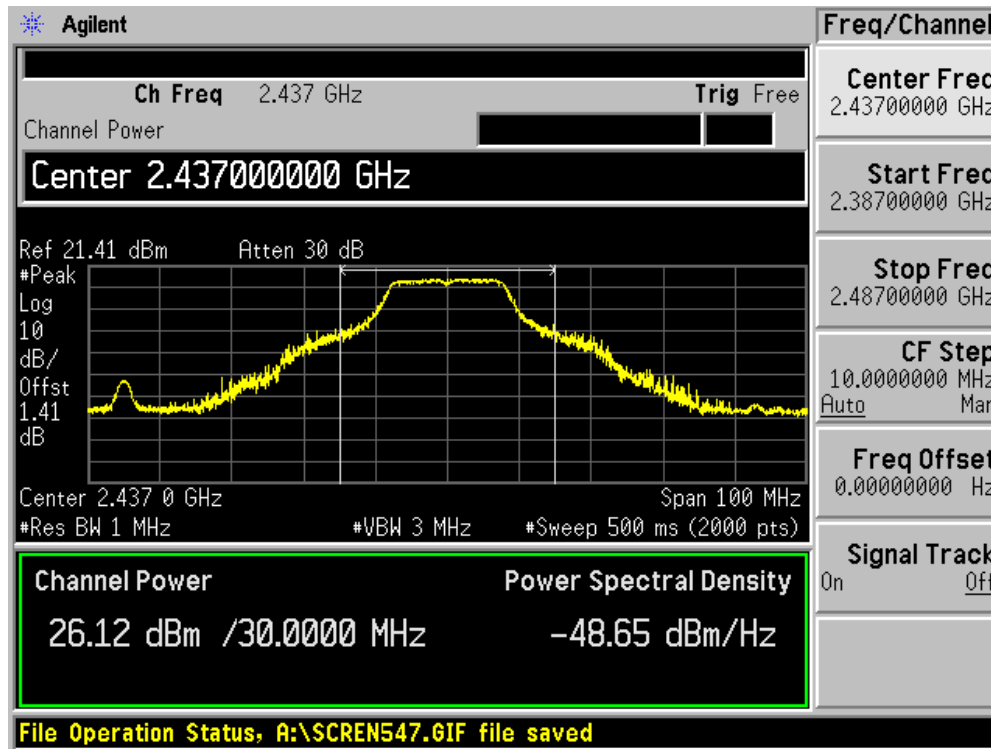 Agilent
Freq/Channel
Ch Freq 2.437 GHz Trig Free
Channel Power
Center 2.437000000 GHz
Ref 21.41 dBm Atten 30 dB
#Peak
Log
10
dB/
Offst
1.41
dB
Center 2.437 0 GHz Span 100 MHz
#Res BW 1 MHz #VBW 3 MHz #Sweep 500 ms (2000 pts)
Channel Power Power Spectral Density
26.12 dBm /30.0000 MHz -48.65 dBm/Hz
File Operation Status, A:\SCREN547.GIF file saved
Center Freq
2.43700000 GHz
Start Freq
2.38700000 GHz
Stop Freq
2.48700000 GHz
CF Step
10.0000000 MHz
Auto Man
Freq Offset
0.00000000 Hz
Signal Track
On Off